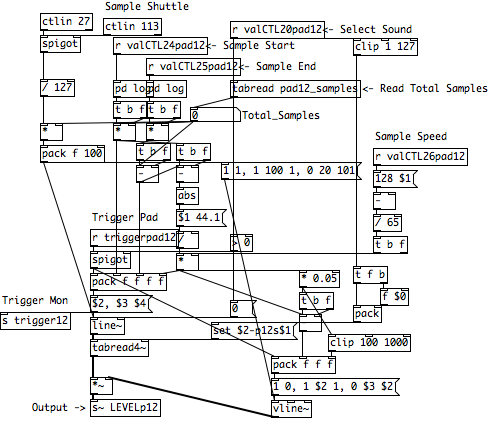 Sample Shuttle
ctlin 27
ctlin 113
r valCTL20pad12
<- Select Sound
spigot
r valCTL24pad12
<- Sample Start
clip 1 127
r valCTL25pad12
<- Sample End
/ 127
pd log
pd log
tabread pad12_samples
<- Read Total Samples
t b f
t b f
0
Total_Samples
*
*
*
Sample Speed
pack f 100
t b f
t b f
r valCTL26pad12
-
-
1 1, 1 100 1, 0 20 101
128 $1
abs
-
Trigger Pad
$1 44.1
/ 65
r triggerpad12
/
> 0
t b f
spigot
*
pack f f f f
* 0.05
t f b
Trigger Mon
$2, $3 $4
0
t b f
f $0
s trigger12
line~
pack
set $2-p12s$1
tabread4~
clip 100 1000
pack f f f
*~
1 0, 1 $2 1, 0 $3 $2
Output ->
s~ LEVELp12
vline~